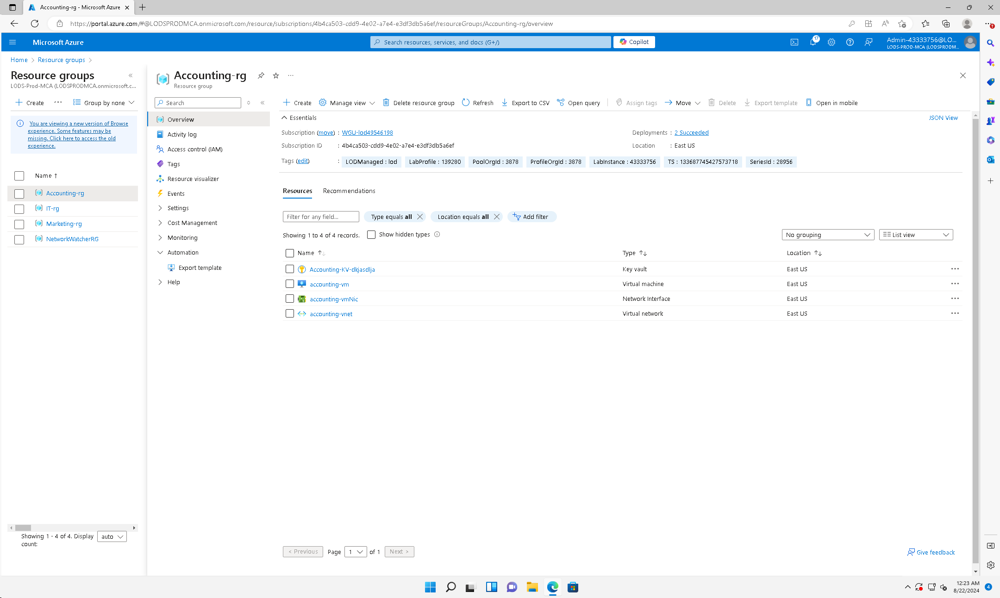 Accounting-rg - Microsoft Azure
https://portal.azure.com/#@LODSPRODMCA.onmicrosoft.com/resource/subscriptions/4b4ca503-cdd9-4e02-a7e4-e3df3db5a6ef/resourceGroups/Accounting-rg/overview
Microsoft Azure
Search resources, services, and docs (G+/)
Copilot
17
Admin-43333756@LO...
LODS-PROD-MCA (LODSPRODM...
Home
Resource groups
Resource groups
LODS-Prod-MCA (LODSPRODMCA.onmicrosoft.c...
Create
Group by none
You are viewing a new version of Browse
experience. Some features may be
missing. Click here to access the old
experience.
Name ↑
Accounting-rg
IT-rg
Marketing-rg
NetworkWatcherRG
Showing 1 - 4 of 4. Display
count:
auto
Accounting-rg
Resource group
Search
Overview
Activity log
Access control (IAM)
Tags
Resource visualizer
Events
Settings
Cost Management
Monitoring
Automation
Export template
Help
Create
Manage view
Delete resource group
Refresh
Export to CSV
Open query
Assign tags
Move
Delete
Export template
Open in mobile
Essentials
JSON View
Subscription (move) : WGU-lod49546198
Subscription ID : 4b4ca503-cdd9-4e02-a7e4-e3df3db5a6ef
Deployments : 2 Succeeded
Location : East US
Tags (edit) : LODManaged : lod LabProfile : 139280 PoolOrgId : 3878 ProfileOrgId : 3878 LabInstance : 43333756 TS : 133687745427573718 SeriesId : 28956
Resources
Recommendations
Filter for any field...
Type equals all
Location equals all
Add filter
Showing 1 to 4 of 4 records.
Show hidden types
No grouping
List view
Name Type Location
Accounting-KV-dkjasdlja Key vault East US
accounting-vm Virtual machine East US
accounting-vmNic Network Interface East US
accounting-vnet Virtual network East US
< Previous
Page 1 of 1
Next >
Give feedback
12:23 AM
8/22/2024
4